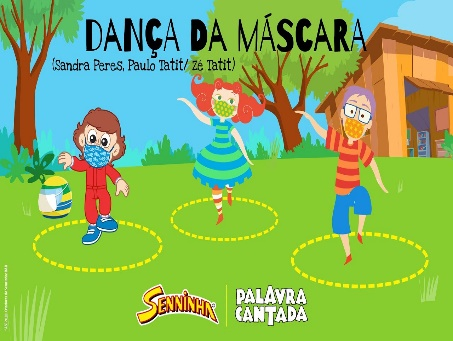 DANÇA DA MÁSCARA
(Sandra Peres, Paulo Tatit/ Zé Tatit)
SENNINHA
PALAVRA
CANTADA